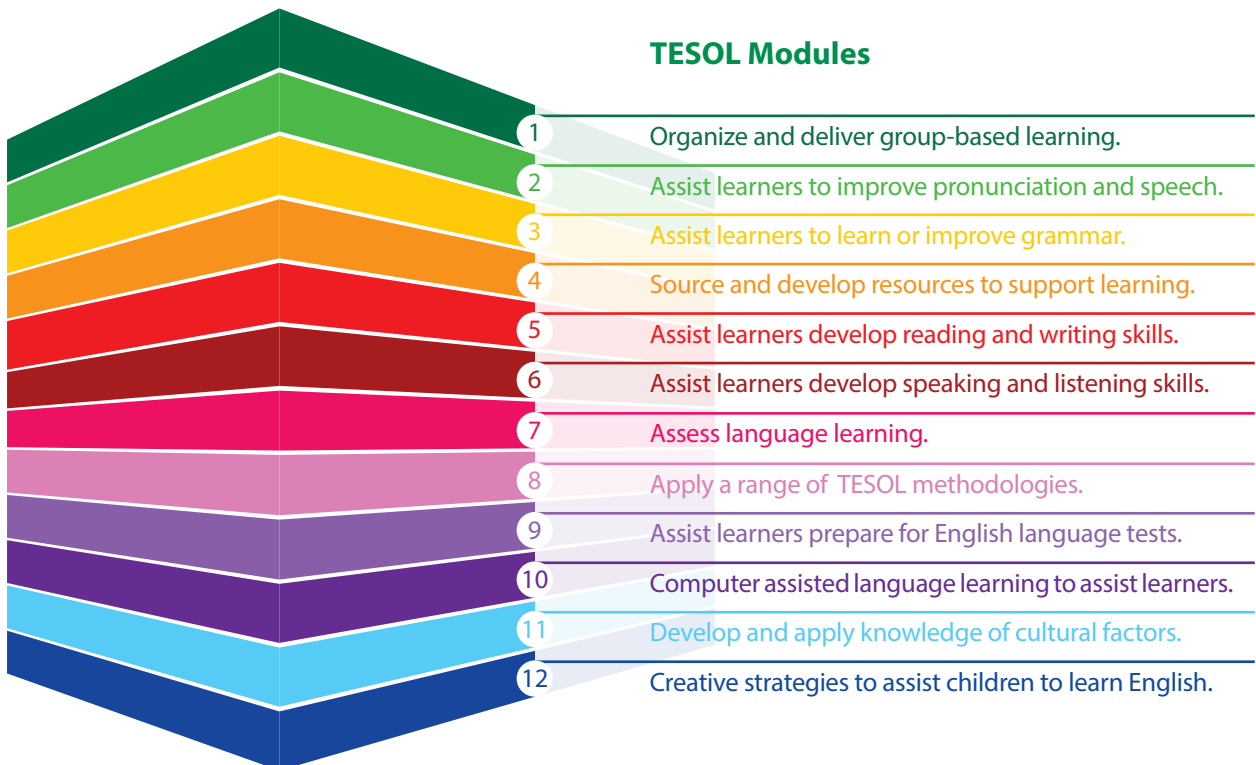 TESOL Modules
1 Organize and deliver group-based learning.
2 Assist learners to improve pronunciation and speech.
3 Assist learners to learn or improve grammar.
4 Source and develop resources to support learning.
5 Assist learners develop reading and writing skills.
6 Assist learners develop speaking and listening skills.
7 Assess language learning.
8 Apply a range of TESOL methodologies.
9 Assist learners prepare for English language tests.
10 Computer assisted language learning to assist learners.
11 Develop and apply knowledge of cultural factors.
12 Creative strategies to assist children to learn English.